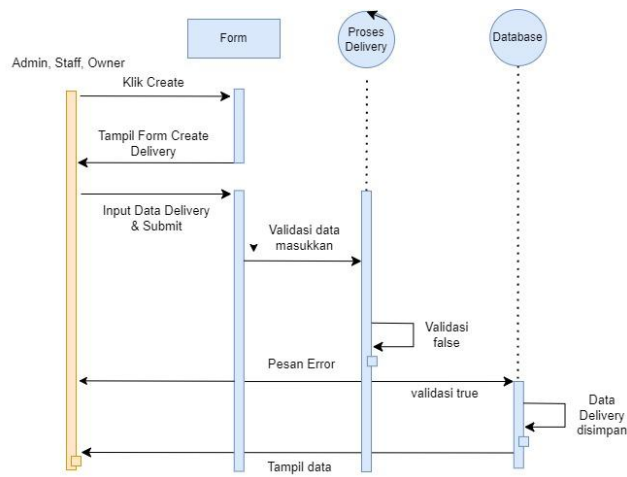 Form
Proses
Delivery
Database
Admin, Staff, Owner
Klik Create
Tampil Form Create
Delivery
Input Data Delivery
& Submit
Validasi data
masukkan
Validasi
false
Pesan Error
validasi true
Data
Delivery
disimpan
Tampil data